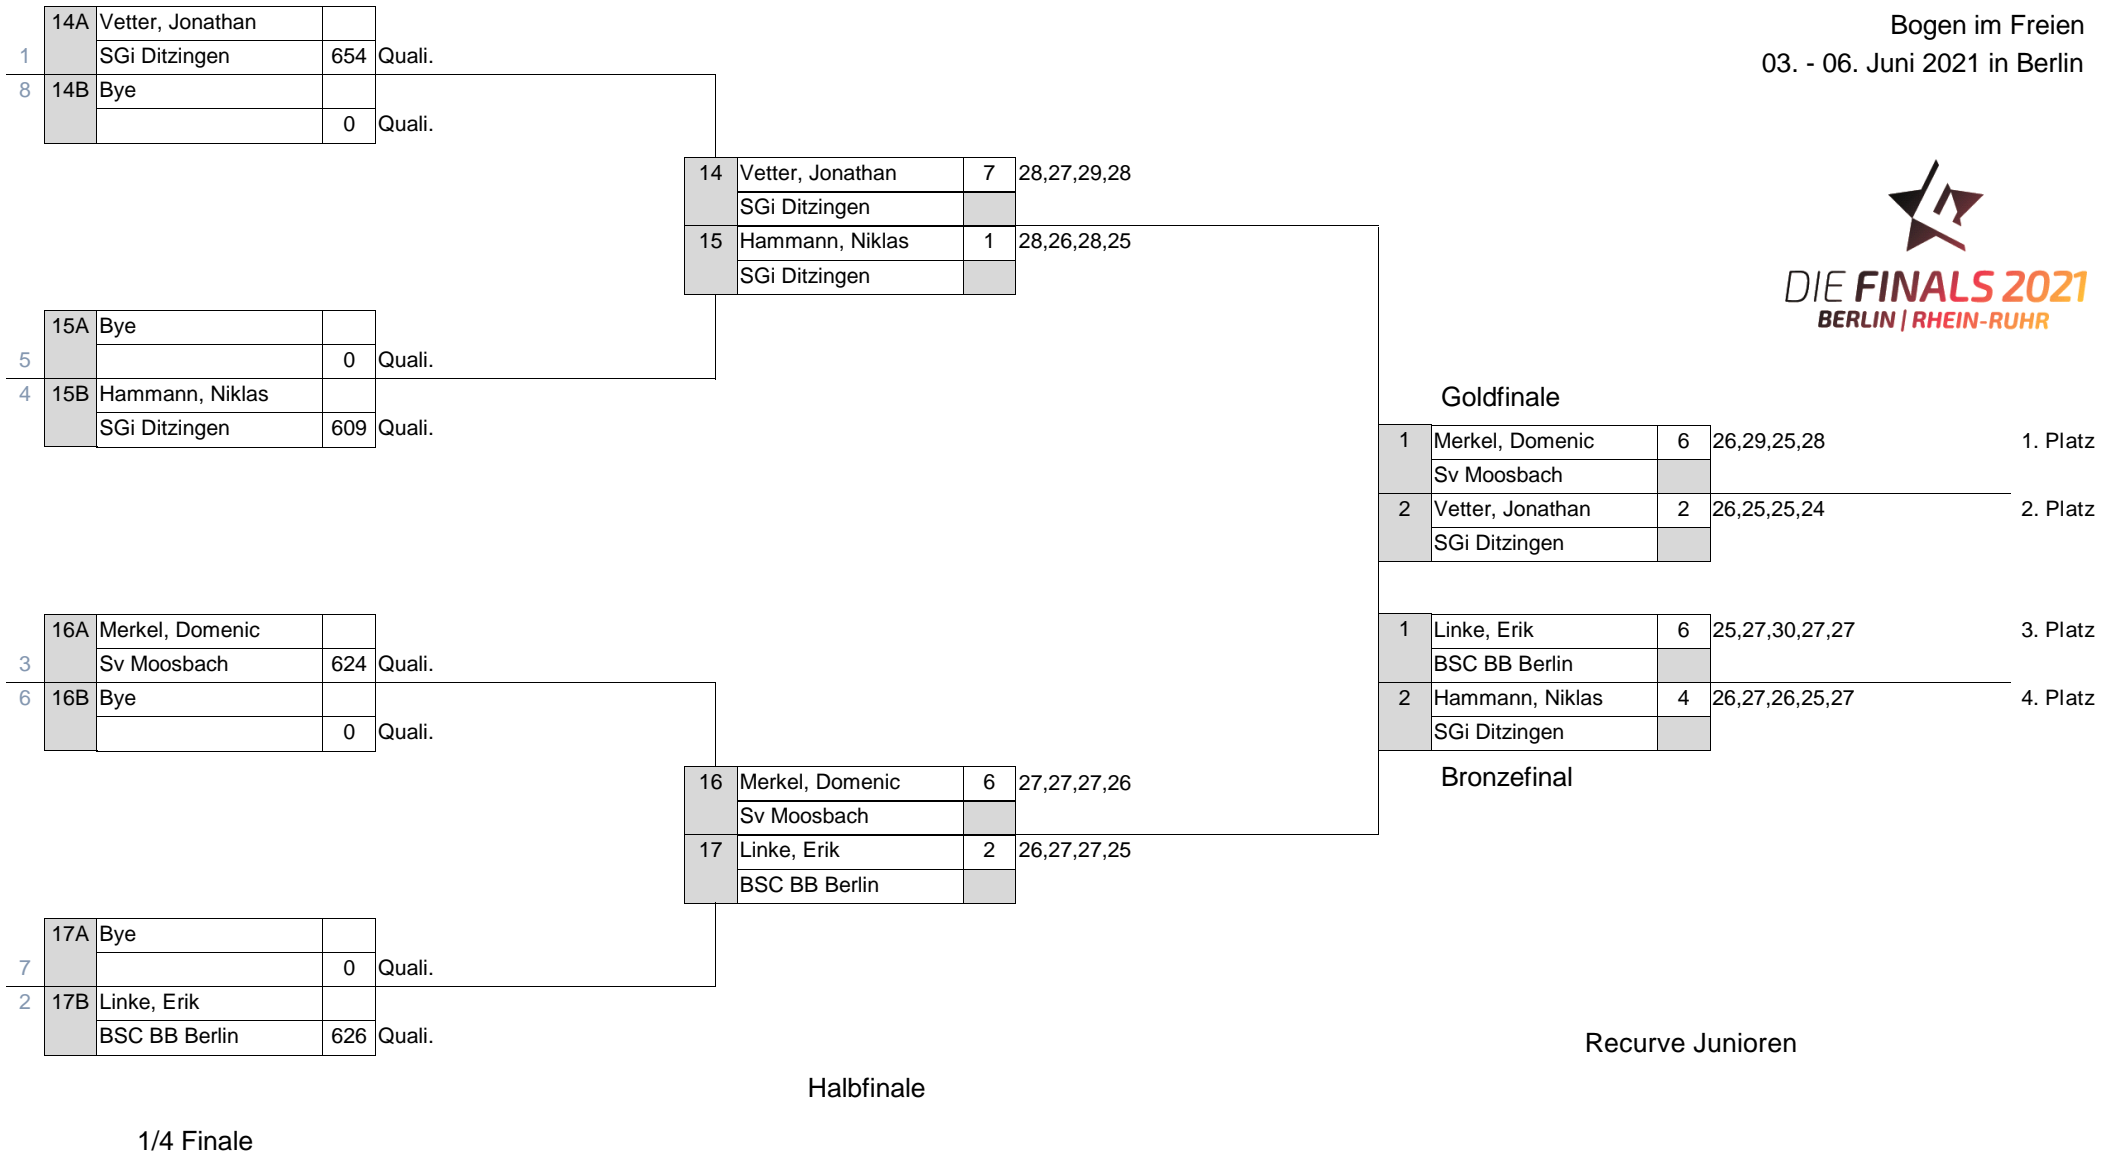 Bogen im Freien
03. - 06. Juni 2021 in Berlin
DIE FINALS 2021
BERLIN | RHEIN-RUHR
14A Vetter, Jonathan
1 SGi Ditzingen 654 Quali.
8 14B Bye
0 Quali.
15A Bye
5 0 Quali.
4 15B Hammann, Niklas
SGi Ditzingen 609 Quali.
16A Merkel, Domenic
3 Sv Moosbach 624 Quali.
6 16B Bye
0 Quali.
17A Bye
7 0 Quali.
2 17B Linke, Erik
BSC BB Berlin 626 Quali.
1/4 Finale
14 Vetter, Jonathan 7 28,27,29,28
SGi Ditzingen
15 Hammann, Niklas 1 28,26,28,25
SGi Ditzingen
16 Merkel, Domenic 6 27,27,27,26
Sv Moosbach
17 Linke, Erik 2 26,27,27,25
BSC BB Berlin
Halbfinale
Goldfinale
1 Merkel, Domenic 6 26,29,25,28 1. Platz
Sv Moosbach
2 Vetter, Jonathan 2 26,25,25,24 2. Platz
SGi Ditzingen
1 Linke, Erik 6 25,27,30,27,27 3. Platz
BSC BB Berlin
2 Hammann, Niklas 4 26,27,26,25,27 4. Platz
SGi Ditzingen
Bronzefinal
Recurve Junioren